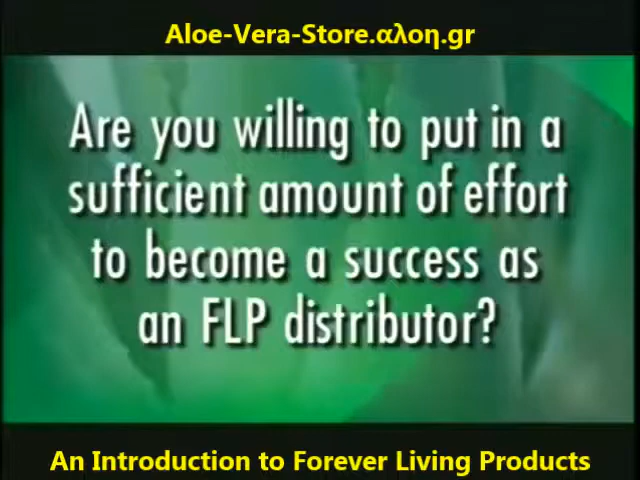 Aloe-Vera-Store.αλοη.gr
Are you willing to put in a
sufficient amount of effort
to become a success as
an FLP distributor?
An Introduction to Forever Living Products